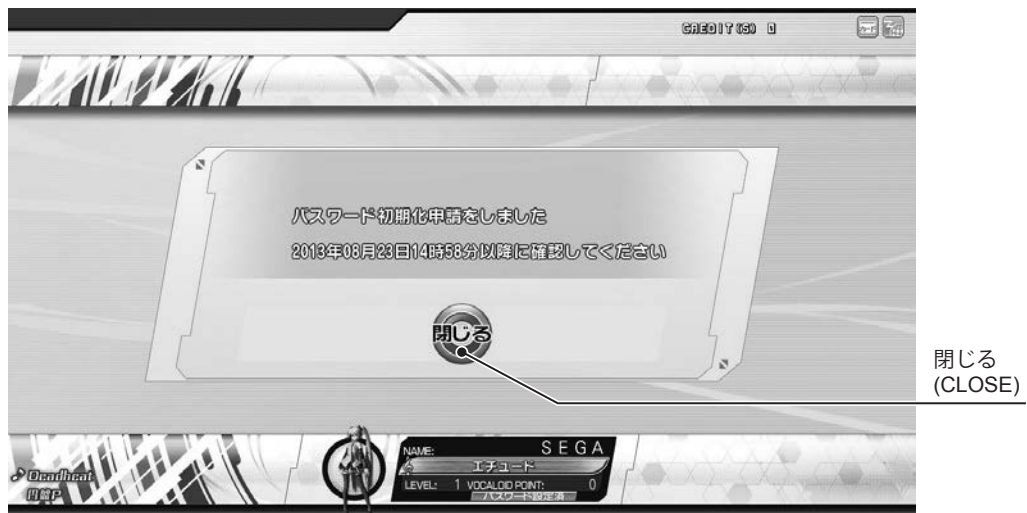 CREDIT(S) 0
カード
パスワード初期化申請をしました
2013年08月23日14時58分以降に確認してください
閉じる
閉じる
(CLOSE)
NAME: SEGA
エチュード
LEVEL: 1 VOCALOID POINT: 0
パスワード設定済
♪ Deadheat